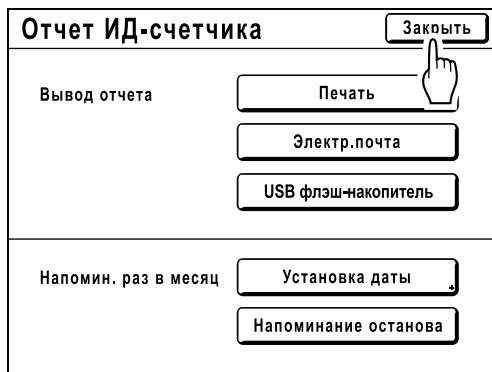 Отчет ИД-счетчика Закрыть
Вывод отчета Печать
Электр.почта
USB флэш-накопитель
Напомин. раз в месяц Установка даты
Напоминание останова